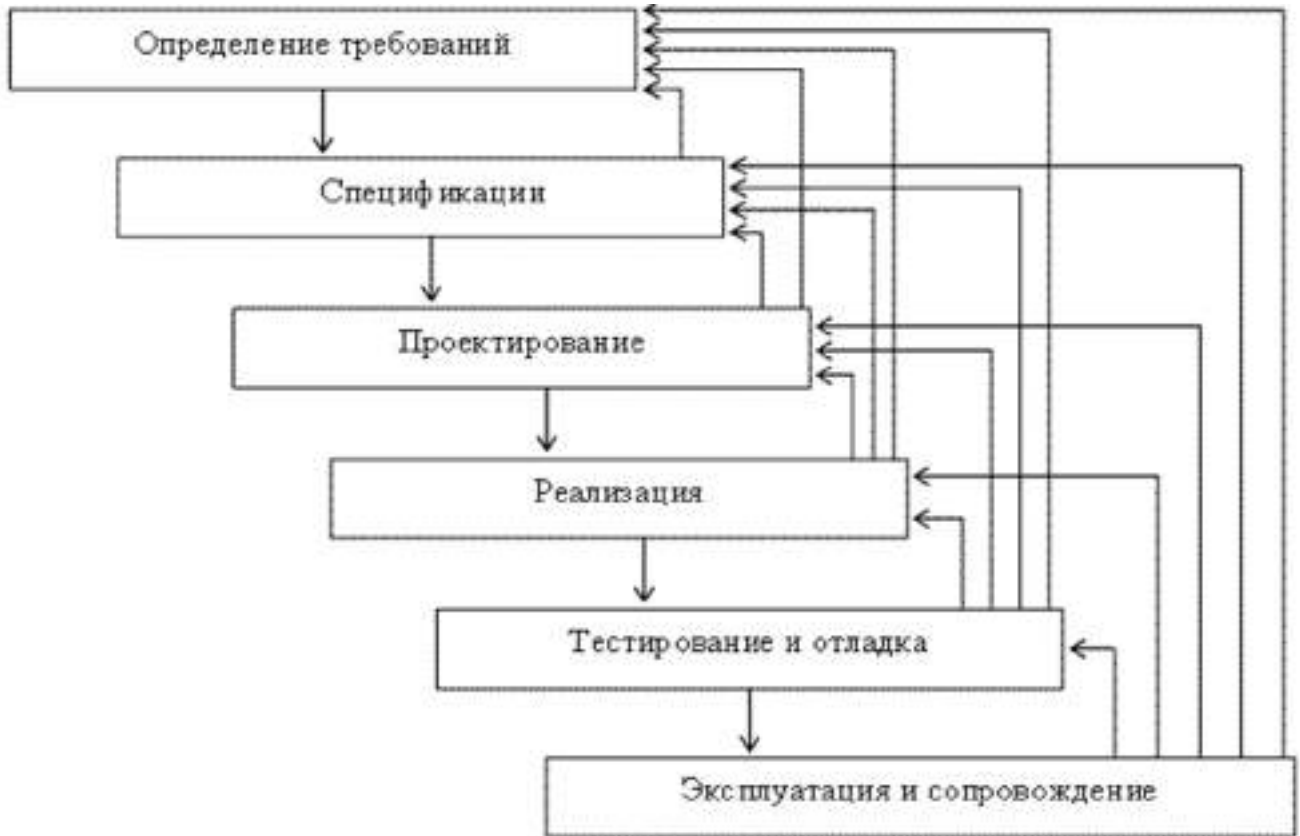 Определение требований
Спецификации
Проектирование
Реализация
Тестирование и отладка
Эксплуатация и сопровождение